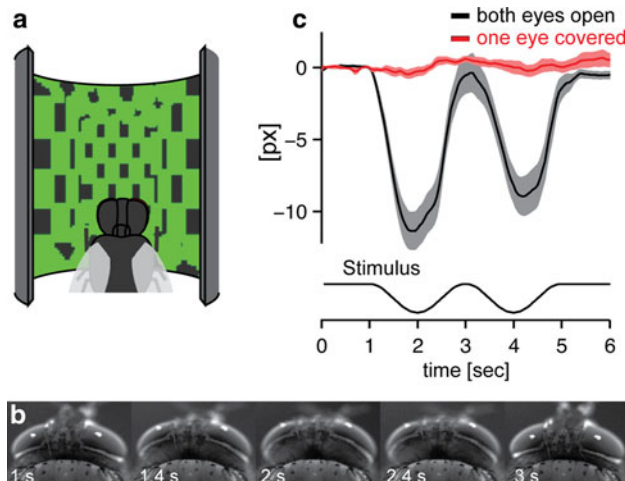 a
c
both eyes open
one eye covered
0
−5
−10
[px]
Stimulus
0 1 2 3 4 5 6
time [sec]
b
1 s 1.4 s 2 s 2.4 s 3 s